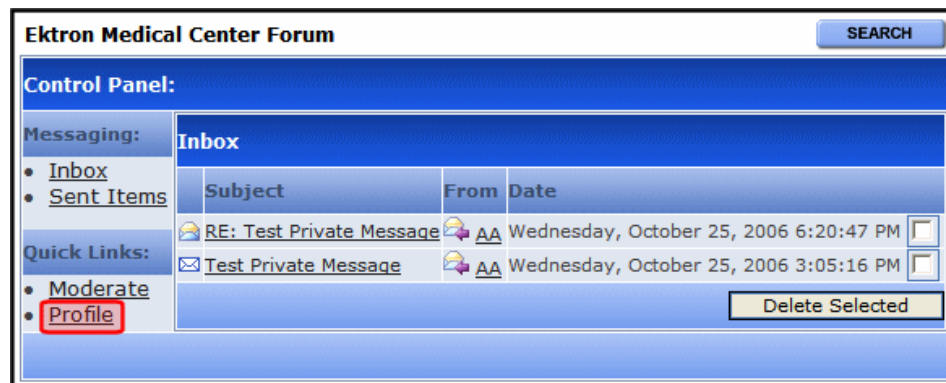 Ektron Medical Center Forum
SEARCH
Control Panel:
Messaging:
Inbox
Sent Items
Quick Links:
Moderate
Profile
Inbox
Subject From Date
RE: Test Private Message AA Wednesday, October 25, 2006 6:20:47 PM
Test Private Message AA Wednesday, October 25, 2006 3:05:16 PM
Delete Selected